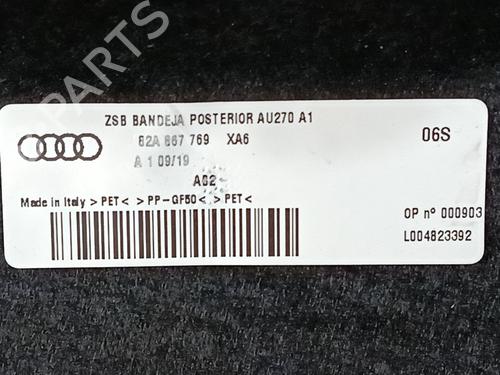 ZSB BANDEJA POSTERIOR AU270 A1
82A 867 769 XA6
06S
A 1 09/19
A02
Made in Italy > PET < > PP-GF50 < > PET <
OP nº 000903
L004823392
PARTS